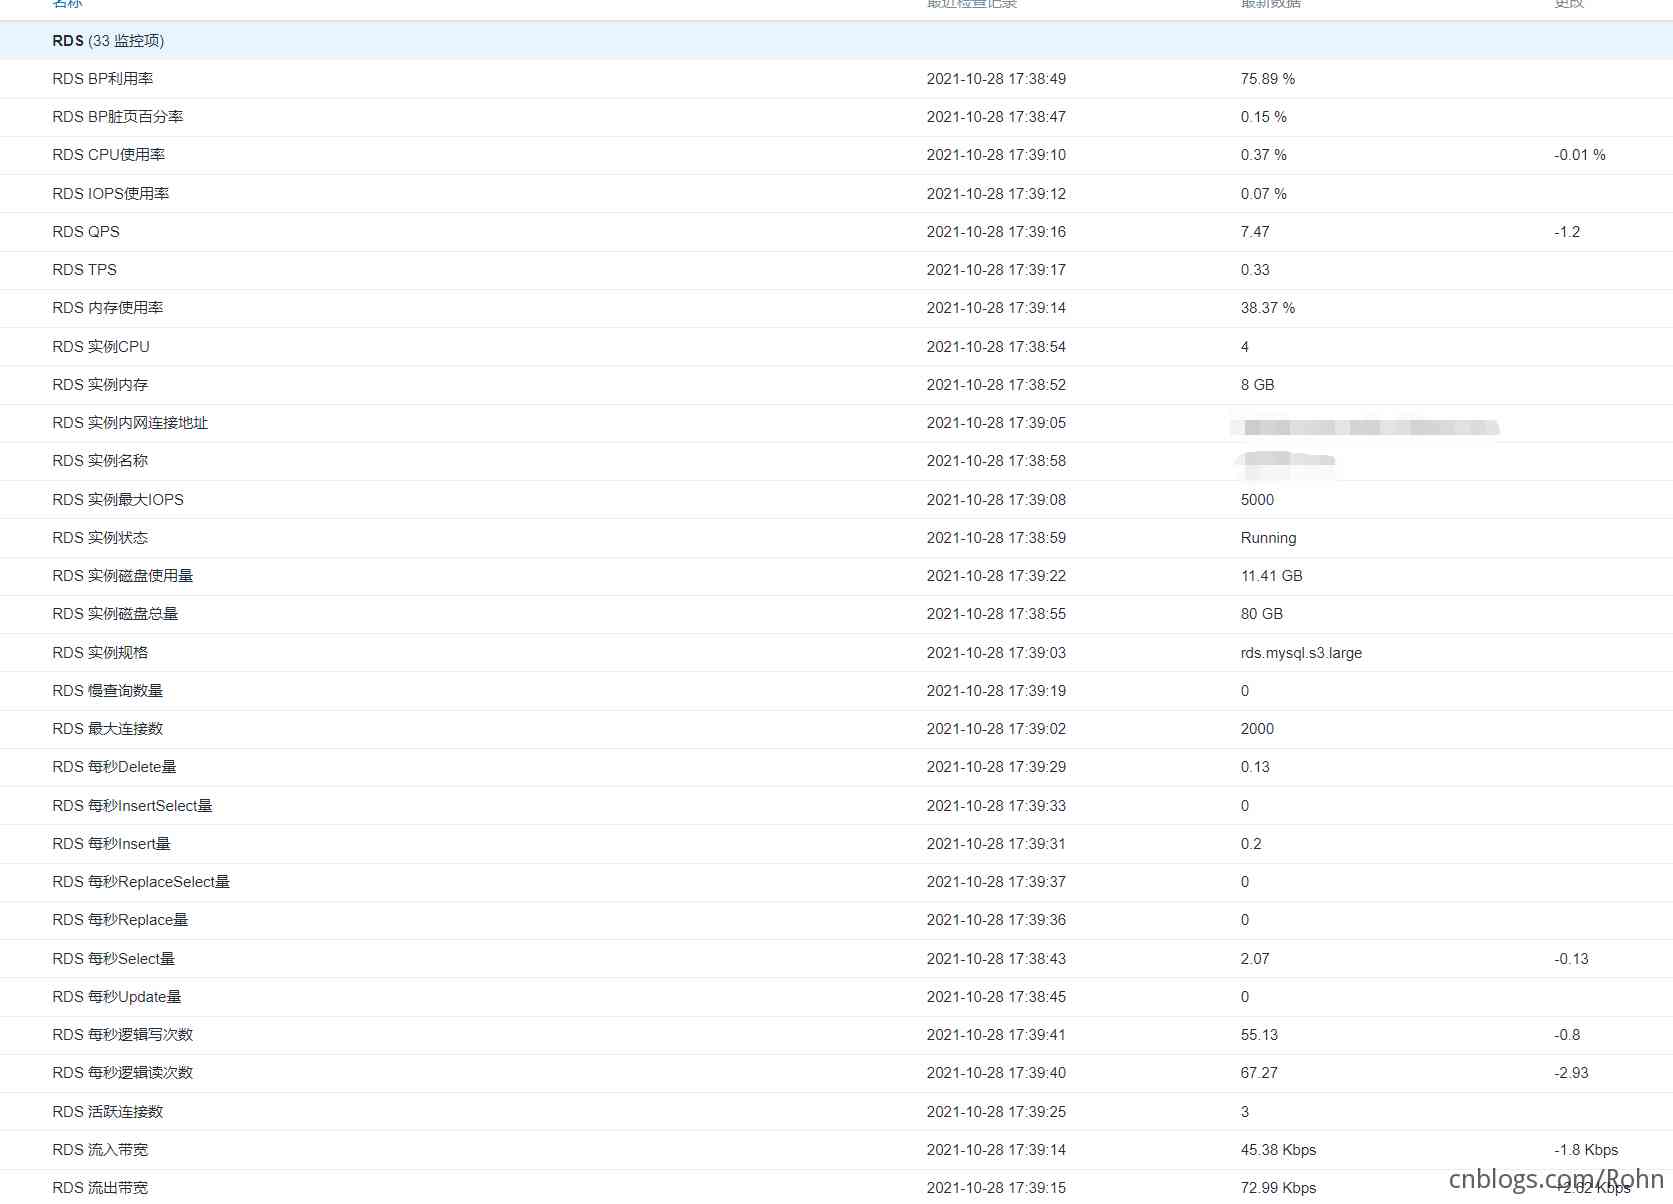 名称 最近检查记录 最新数据 更改
RDS (33 监控项)
RDS BP利用率 2021-10-28 17:38:49 75.89 %
RDS BP脏页百分率 2021-10-28 17:38:47 0.15 %
RDS CPU使用率 2021-10-28 17:39:10 0.37 % -0.01 %
RDS IOPS使用率 2021-10-28 17:39:12 0.07 %
RDS QPS 2021-10-28 17:39:16 7.47 -1.2
RDS TPS 2021-10-28 17:39:17 0.33
RDS 内存使用率 2021-10-28 17:39:14 38.37 %
RDS 实例CPU 2021-10-28 17:38:54 4
RDS 实例内存 2021-10-28 17:38:52 8 GB
RDS 实例内网连接地址 2021-10-28 17:39:05
RDS 实例名称 2021-10-28 17:38:58
RDS 实例最大IOPS 2021-10-28 17:39:08 5000
RDS 实例状态 2021-10-28 17:38:59 Running
RDS 实例磁盘使用量 2021-10-28 17:39:22 11.41 GB
RDS 实例磁盘总量 2021-10-28 17:38:55 80 GB
RDS 实例规格 2021-10-28 17:39:03 rds.mysql.s3.large
RDS 慢查询数量 2021-10-28 17:39:19 0
RDS 最大连接数 2021-10-28 17:39:02 2000
RDS 每秒Delete量 2021-10-28 17:39:29 0.13
RDS 每秒InsertSelect量 2021-10-28 17:39:33 0
RDS 每秒Insert量 2021-10-28 17:39:31 0.2
RDS 每秒ReplaceSelect量 2021-10-28 17:39:37 0
RDS 每秒Replace量 2021-10-28 17:39:36 0
RDS 每秒Select量 2021-10-28 17:38:43 2.07 -0.13
RDS 每秒Update量 2021-10-28 17:38:45 0
RDS 每秒逻辑写次数 2021-10-28 17:39:41 55.13 -0.8
RDS 每秒逻辑读次数 2021-10-28 17:39:40 67.27 -2.93
RDS 活跃连接数 2021-10-28 17:39:25 3
RDS 流入带宽 2021-10-28 17:39:14 45.38 Kbps -1.8 Kbps
RDS 流出带宽 2021-10-28 17:39:15 72.99 Kbps +2.62 Kbps
cnblogs.com/Rohn